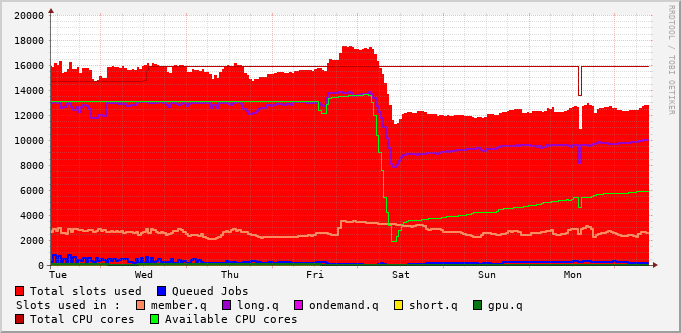 20000
18000
16000
14000
12000
10000
8000
6000
4000
2000
0
Tue Wed Thu Fri Sat Sun Mon
Total slots used Queued Jobs
Slots used in : member.q long.q ondemand.q short.q gpu.q
Total CPU cores Available CPU cores
RRDTOOL / TOBI OETIKER